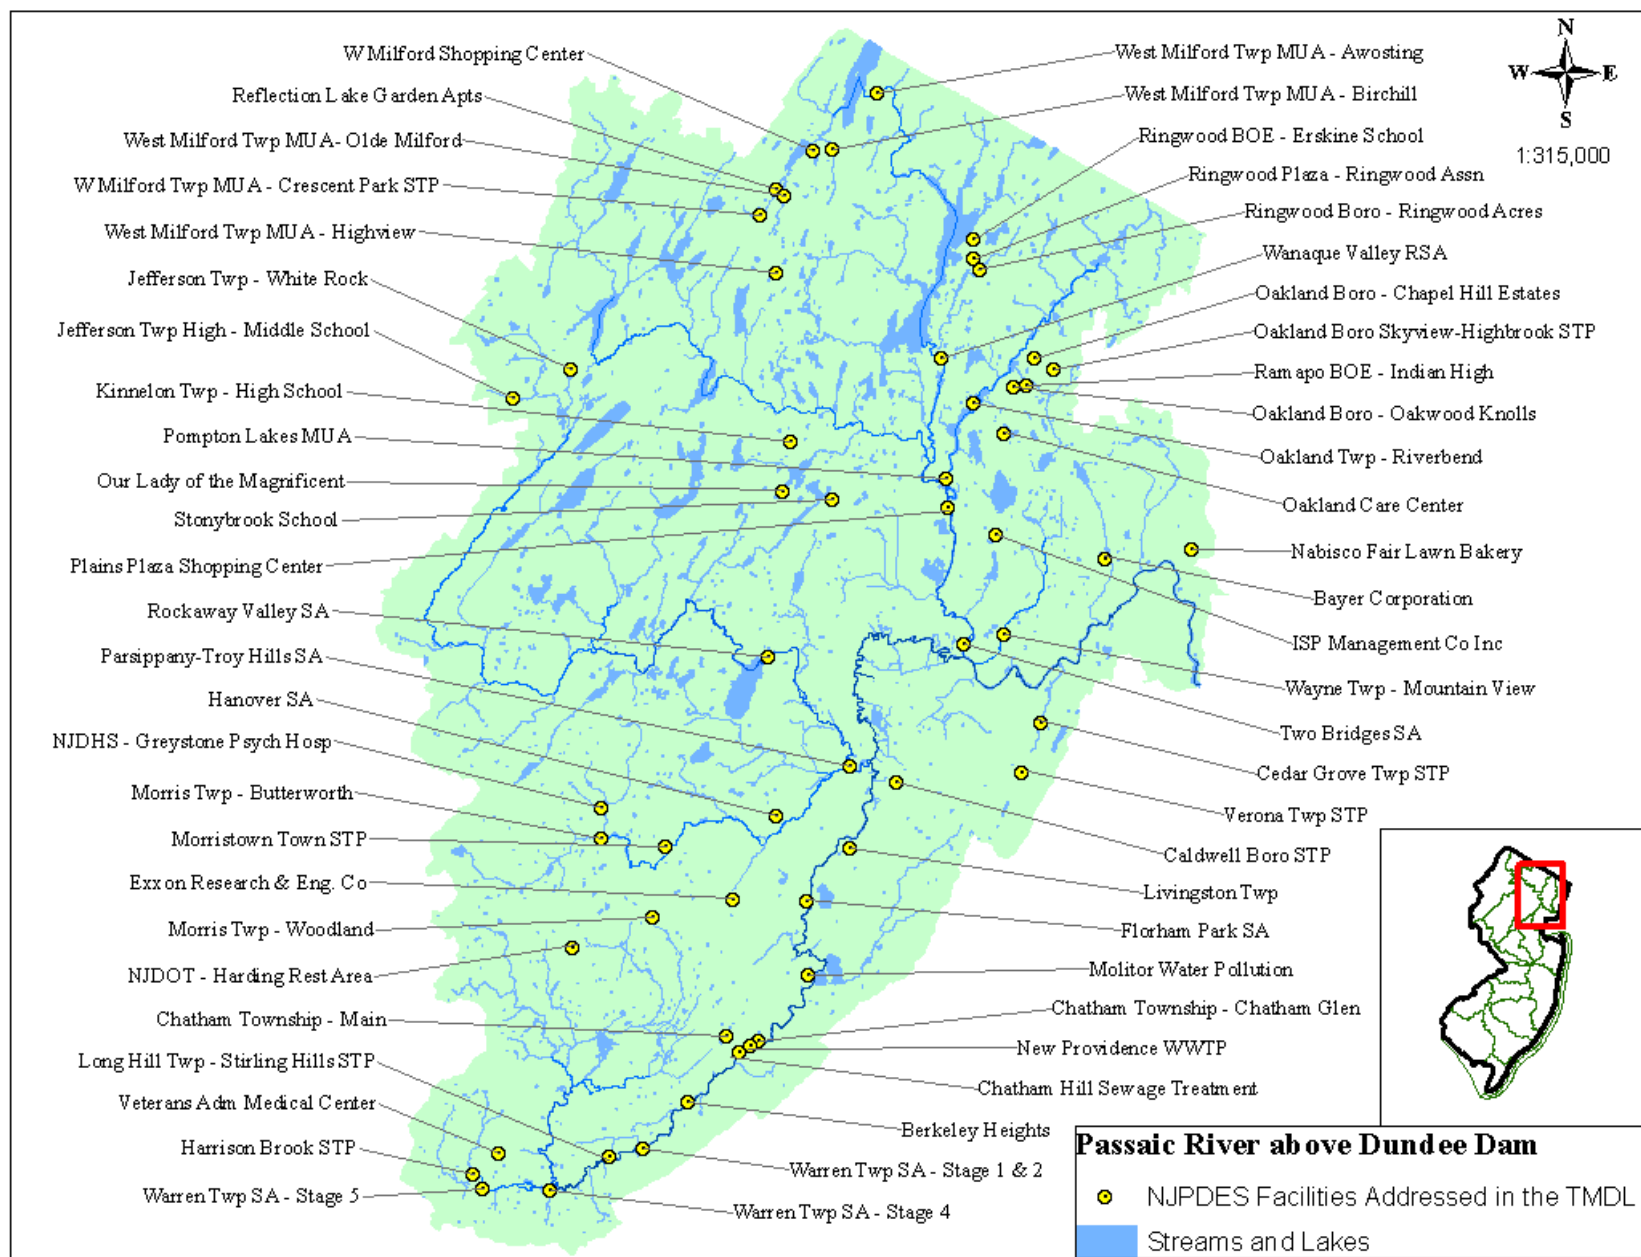 W Milford Shopping Center
Reflection Lake Garden Apts
West Milford Twp MUA- Olde Milford
W Milford Twp MUA - Crescent Park STP
West Milford Twp MUA - Highview
Jefferson Twp - White Rock
Jefferson Twp High - Middle School
Kinnelon Twp - High School
Pompton Lakes MUA
Our Lady of the Magnificent
Stonybrook School
Plains Plaza Shopping Center
Rockaway Valley SA
Parsippany-Troy Hills SA
Hanover SA
NJDHS - Greystone Psych Hosp
Morris Twp - Butterworth
Morristown Town STP
Exxon Research & Eng. Co
Morris Twp - Woodland
NJDOT - Harding Rest Area
Chatham Township - Main
Long Hill Twp - Stirling Hills STP
Veterans Adm Medical Center
Harrison Brook STP
Warren Twp SA - Stage 5
West Milford Twp MUA - Awosting
West Milford Twp MUA - Birchill
Ringwood BOE - Erskine School
Ringwood Plaza - Ringwood Assn
Ringwood Boro - Ringwood Acres
Wanaque Valley RSA
Oakland Boro - Chapel Hill Estates
Oakland Boro Skyview-Highbrook STP
Ramapo BOE - Indian High
Oakland Boro - Oakwood Knolls
Oakland Twp - Riverbend
Oakland Care Center
Nabisco Fair Lawn Bakery
Bayer Corporation
ISP Management Co Inc
Wayne Twp - Mountain View
Two Bridges SA
Cedar Grove Twp STP
Verona Twp STP
Caldwell Boro STP
Livingston Twp
Florham Park SA
Molitor Water Pollution
Chatham Township - Chatham Glen
New Providence WWTP
Chatham Hill Sewage Treatment
Berkeley Heights
Warren Twp SA - Stage 1 & 2
Warren Twp SA - Stage 4
N
W E
S
1:315,000
Passaic River above Dundee Dam
NJPDES Facilities Addressed in the TMDL
Streams and Lakes